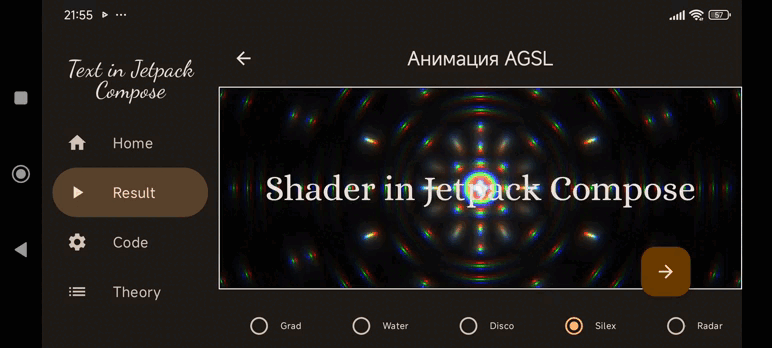 21:55
57
Text in Jetpack
Compose
Анимация AGSL
Home
Result
Code
Theory
Shader in Jetpack Compose
Grad
Water
Disco
Silex
Radar